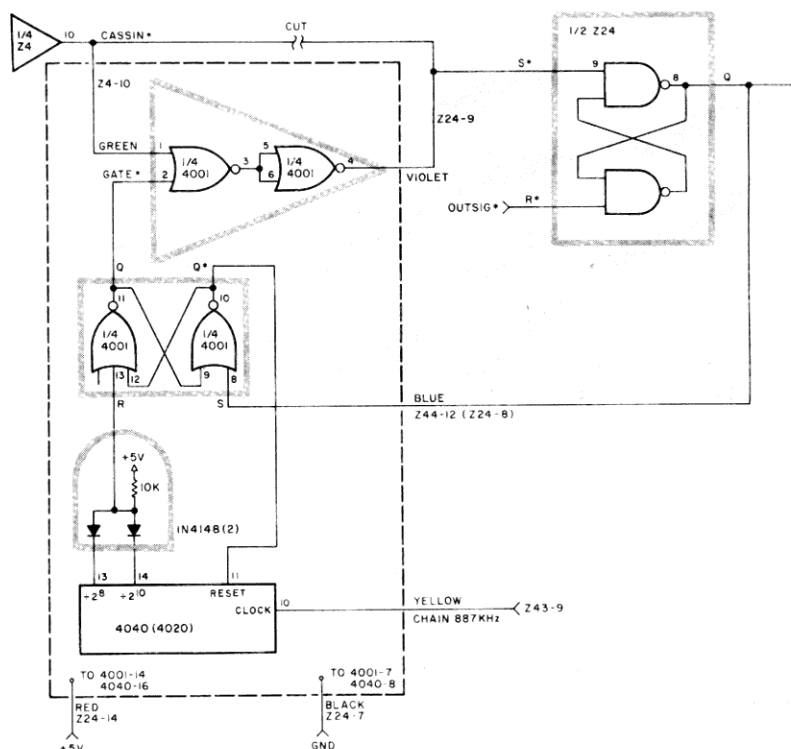 1/4
Z4
10
CASSIN*
CUT
1/2 Z24
S*
9
8
Q
Z4-10
Z24-9
GREEN
1
1/4
4001
3
5
6
1/4
4001
4
VIOLET
GATE*
2
OUTSIG*
R*
Q
Q*
11
10
1/4
4001
1/4
4001
13
12
9
8
R
S
BLUE
Z44-12 (Z24-8)
+5V
10K
1N4148(2)
13
14
11
÷2⁸
÷2¹⁰
RESET
CLOCK
10
YELLOW
CHAIN 887KHz
Z43-9
4040 (4020)
TO 4001-14
4040-16
TO 4001-7
4040-8
RED
Z24-14
BLACK
Z24-7
+5V
GND